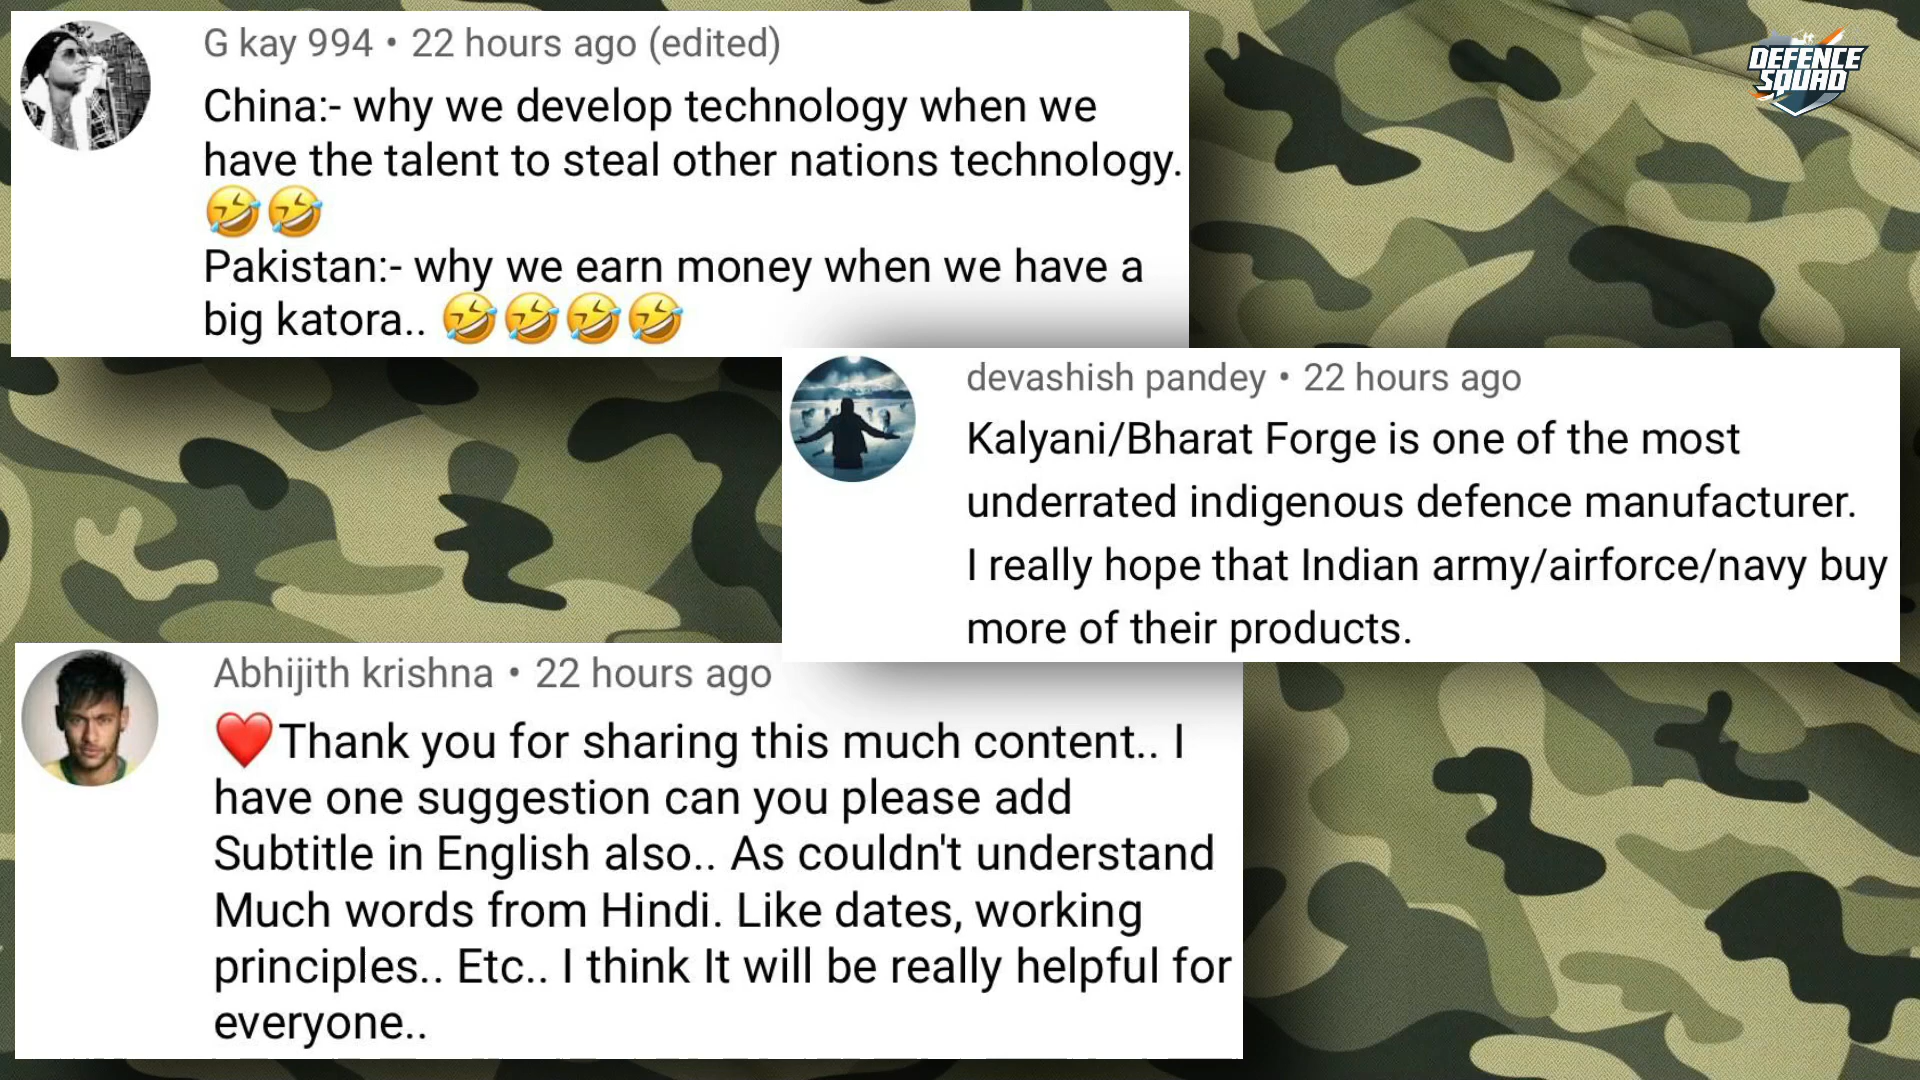 G kay 994 • 22 hours ago (edited)
China:- why we develop technology when we
have the talent to steal other nations technology.
🤣🤣
Pakistan:- why we earn money when we have a
big katora.. 🤣🤣🤣🤣
DEFENCE
SQUAD
devashish pandey • 22 hours ago
Kalyani/Bharat Forge is one of the most
underrated indigenous defence manufacturer.
I really hope that Indian army/airforce/navy buy
more of their products.
Abhijith krishna • 22 hours ago
❤️Thank you for sharing this much content.. I
have one suggestion can you please add
Subtitle in English also.. As couldn't understand
Much words from Hindi. Like dates, working
principles.. Etc.. I think It will be really helpful for
everyone..